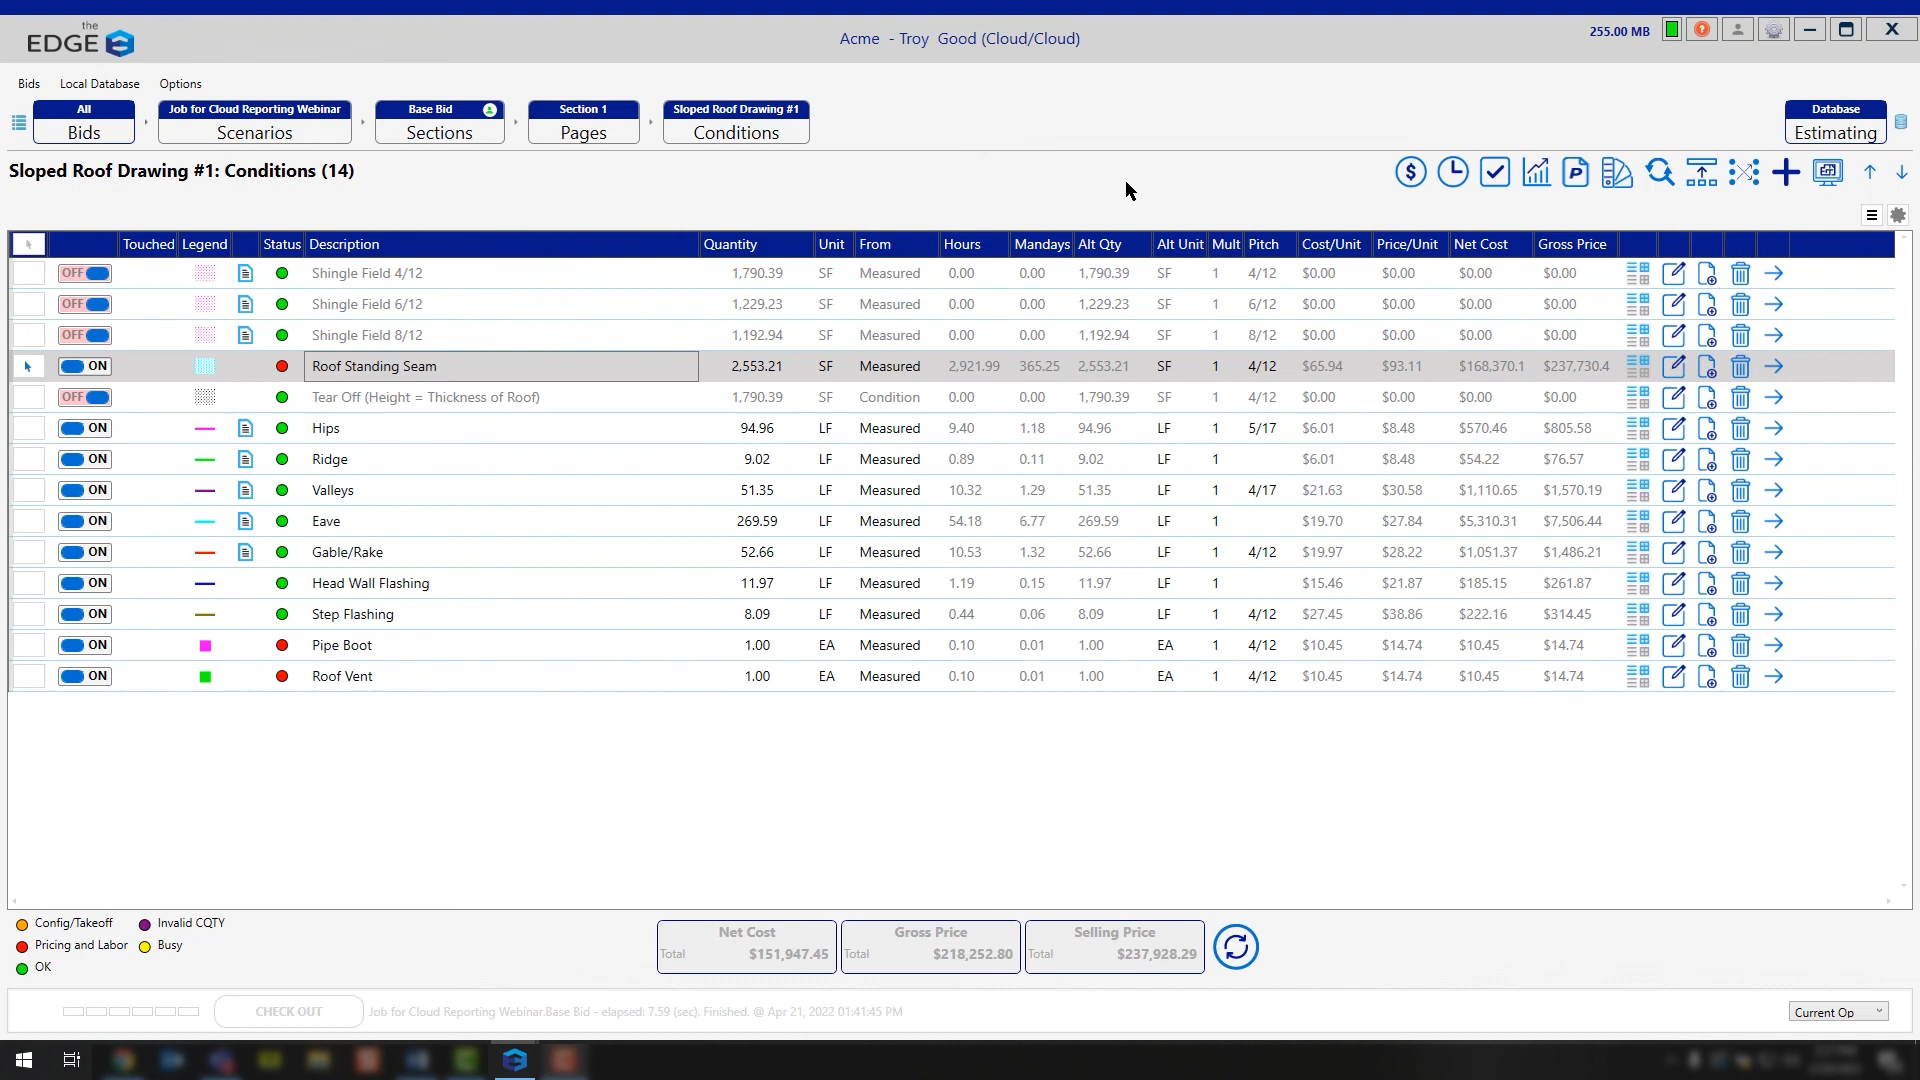 the
EDGE
Acme - Troy Good (Cloud/Cloud)
255.00 MB
Bids Local Database Options
All
Bids
Job for Cloud Reporting Webinar
Scenarios
Base Bid
Sections
Section 1
Pages
Sloped Roof Drawing #1
Conditions
Database
Estimating
Sloped Roof Drawing #1: Conditions (14)
Touched Legend Status Description Quantity Unit From Hours Mandays Alt Qty Alt Unit Mult Pitch Cost/Unit Price/Unit Net Cost Gross Price
OFF Shingle Field 4/12 1,790.39 SF Measured 0.00 0.00 1,790.39 SF 1 4/12 $0.00 $0.00 $0.00 $0.00
OFF Shingle Field 6/12 1,229.23 SF Measured 0.00 0.00 1,229.23 SF 1 6/12 $0.00 $0.00 $0.00 $0.00
OFF Shingle Field 8/12 1,192.94 SF Measured 0.00 0.00 1,192.94 SF 1 8/12 $0.00 $0.00 $0.00 $0.00
ON Roof Standing Seam 2,553.21 SF Measured 2,921.99 365.25 2,553.21 SF 1 4/12 $65.94 $93.11 $168,370.1 $237,730.4
OFF Tear Off (Height = Thickness of Roof) 1,790.39 SF Condition 0.00 0.00 1,790.39 SF 1 4/12 $0.00 $0.00 $0.00 $0.00
ON Hips 94.96 LF Measured 9.40 1.18 94.96 LF 1 5/17 $6.01 $8.48 $570.46 $805.58
ON Ridge 9.02 LF Measured 0.89 0.11 9.02 LF 1 $6.01 $8.48 $54.22 $76.57
ON Valleys 51.35 LF Measured 10.32 1.29 51.35 LF 1 4/17 $21.63 $30.58 $1,110.65 $1,570.19
ON Eave 269.59 LF Measured 54.18 6.77 269.59 LF 1 $19.70 $27.84 $5,310.31 $7,506.44
ON Gable/Rake 52.66 LF Measured 10.53 1.32 52.66 LF 1 4/12 $19.97 $28.22 $1,051.37 $1,486.21
ON Head Wall Flashing 11.97 LF Measured 1.19 0.15 11.97 LF 1 $15.46 $21.87 $185.15 $261.87
ON Step Flashing 8.09 LF Measured 0.44 0.06 8.09 LF 1 4/12 $27.45 $38.86 $222.16 $314.45
ON Pipe Boot 1.00 EA Measured 0.10 0.01 1.00 EA 1 4/12 $10.45 $14.74 $10.45 $14.74
ON Roof Vent 1.00 EA Measured 0.10 0.01 1.00 EA 1 4/12 $10.45 $14.74 $10.45 $14.74
Config/Takeoff Invalid CQTY
Pricing and Labor Busy
OK
Net Cost
Total $151,947.45
Gross Price
Total $218,252.80
Selling Price
Total $237,928.29
CHECK OUT
Job for Cloud Reporting Webinar.Base Bid - elapsed: 7.59 (sec). Finished. @ Apr 21, 2022 01:41:45 PM
Current Op